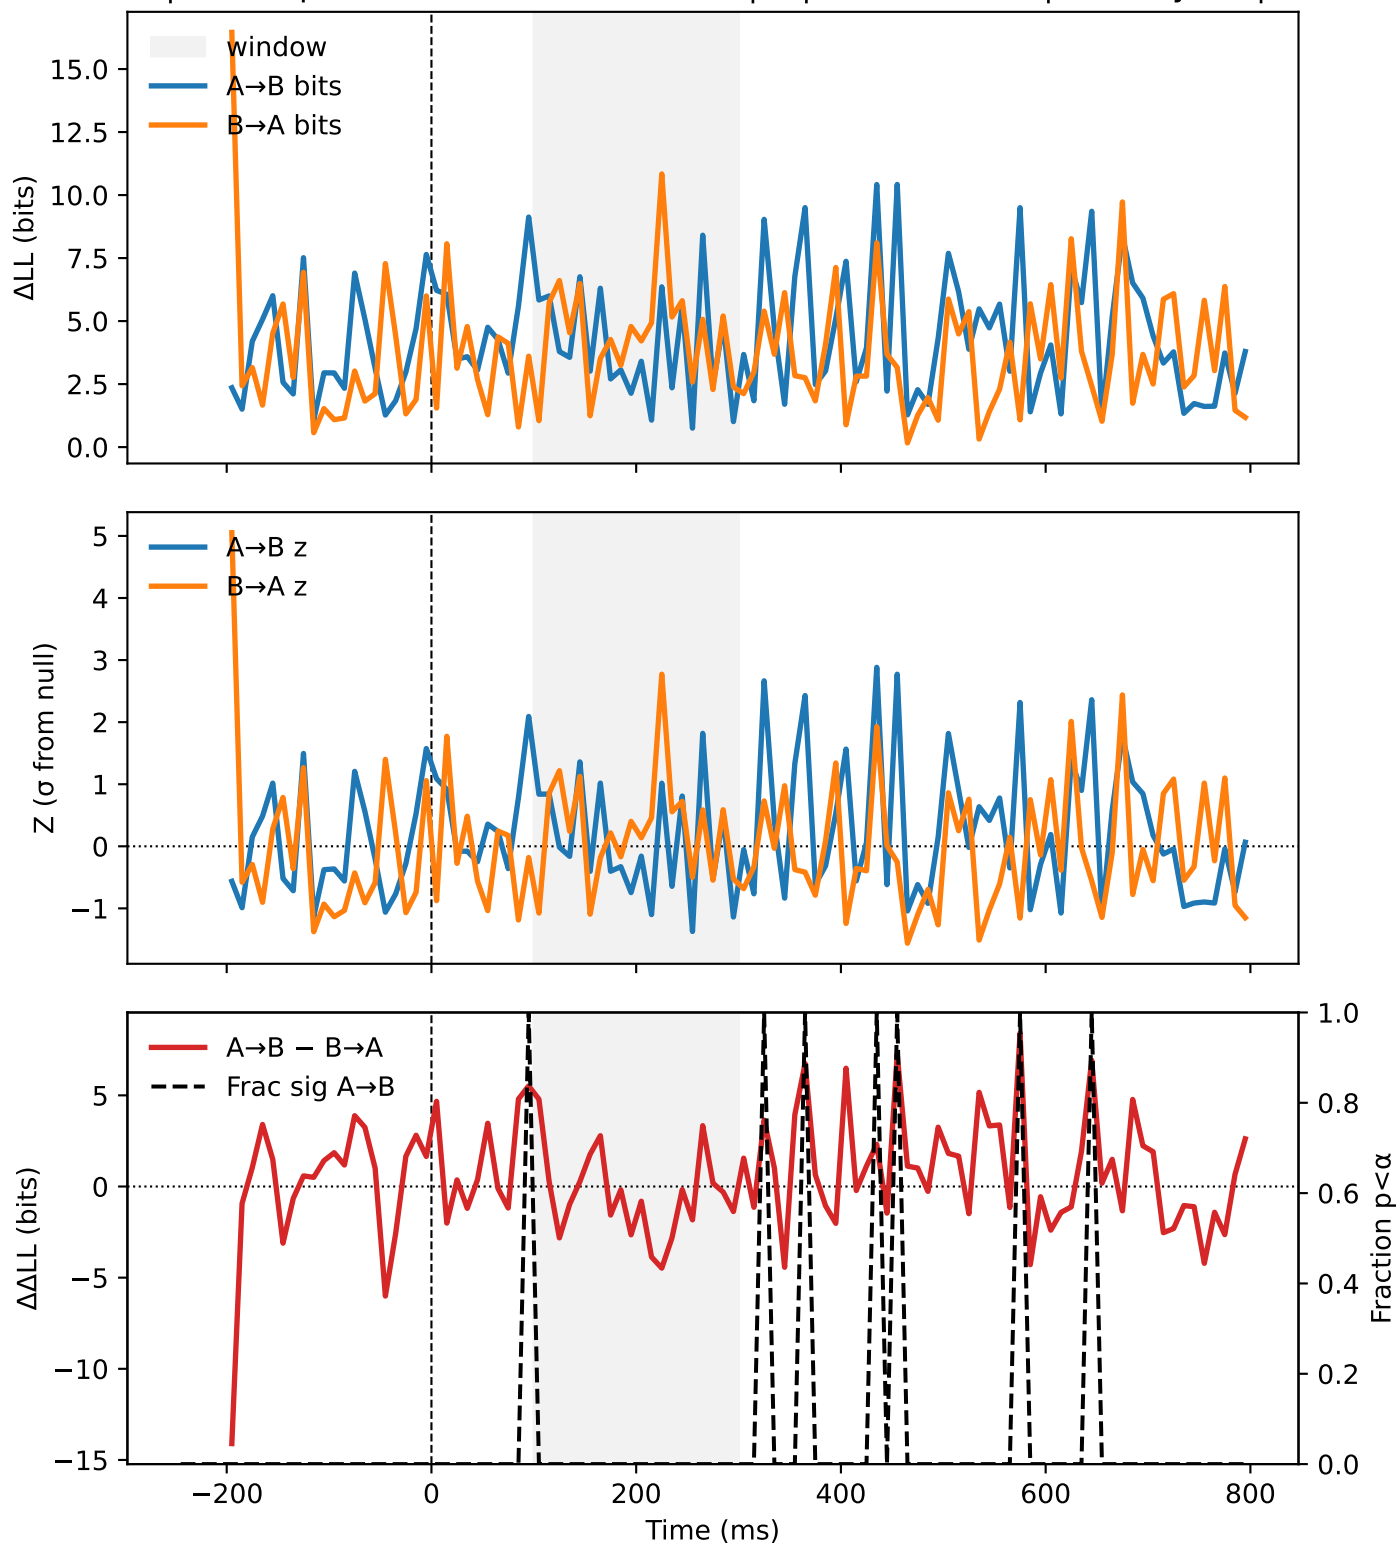 window
A→B bits
B→A bits
ΔLL (bits)
15.0
12.5
10.0
7.5
5.0
2.5
0.0
A→B z
B→A z
Z (σ from null)
5
4
3
2
1
0
−1
A→B − B→A
Frac sig A→B
ΔΔLL (bits)
5
0
−5
−10
−15
1.0
0.8
0.6
0.4
0.2
0.0
Fraction p<α
−200 0 200 400 600 800
Time (ms)